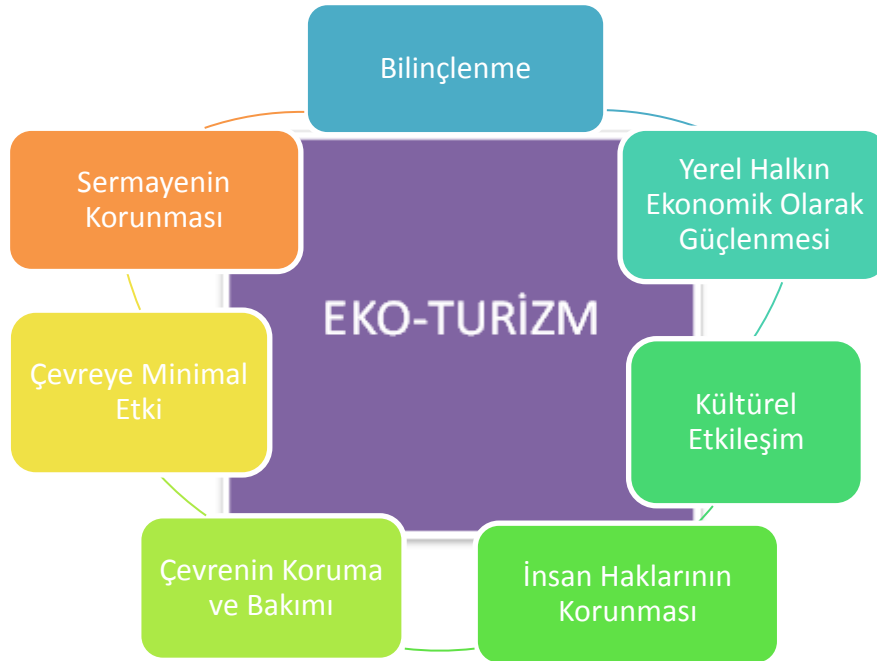 Bilinçlenme
Yerel Halkın
Ekonomik Olarak
Güçlenmesi
Kültürel
Etkileşim
İnsan Haklarının
Korunması
Çevrenin Koruma
ve Bakımı
Çevreye Minimal
Etki
Sermayenin
Korunması
EKO-TURİZM